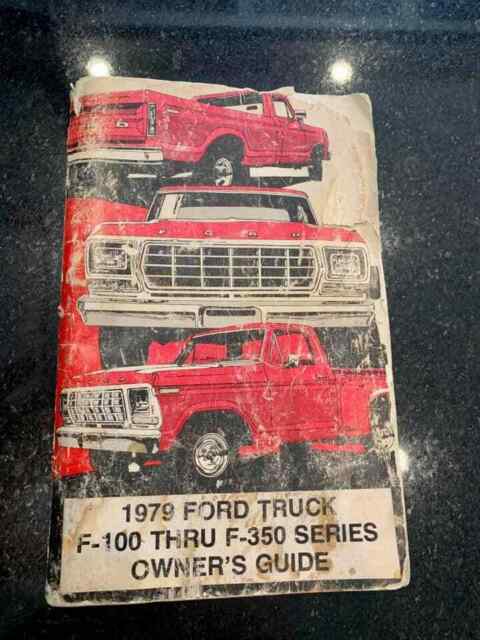 FORD
1979 FORD TRUCK
F-100 THRU F-350 SERIES
OWNER'S GUIDE